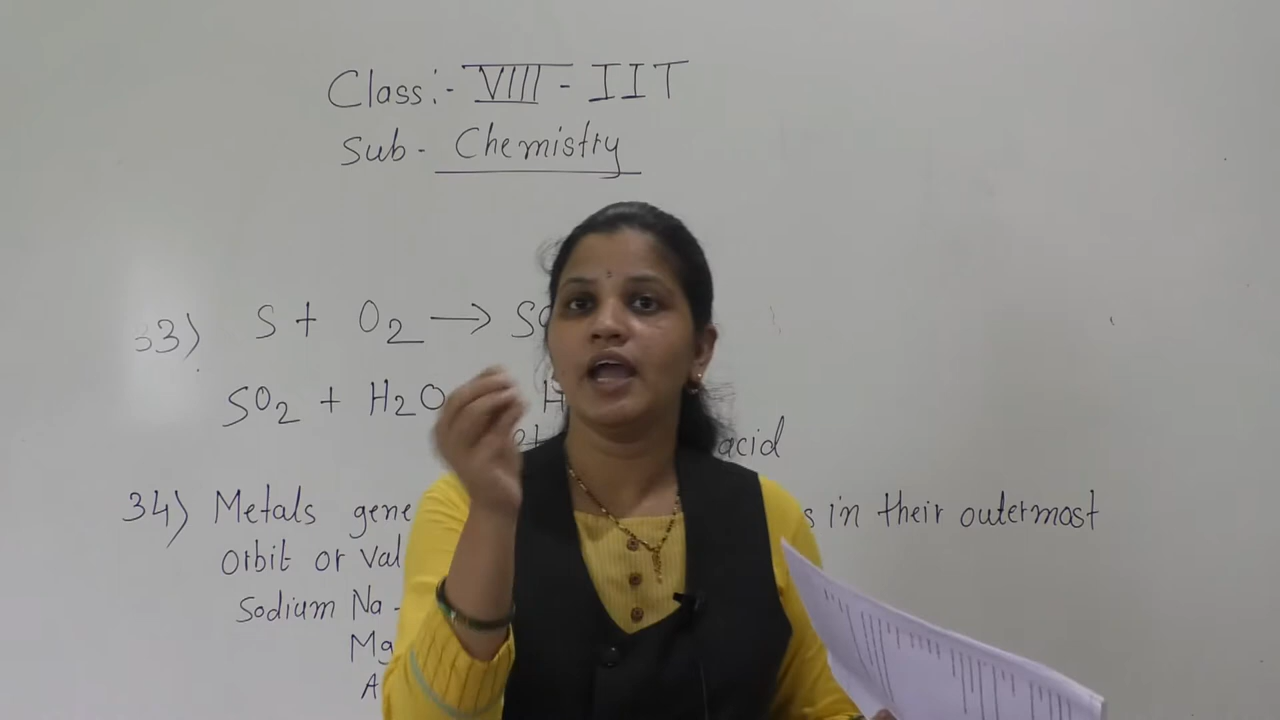 Class:- VIII - IIT
Sub - Chemistry
33) S + O2 → SO
SO2 + H2O H
acid
34) Metals gene s in their outermost
orbit or val
Sodium Na -
Mg
A